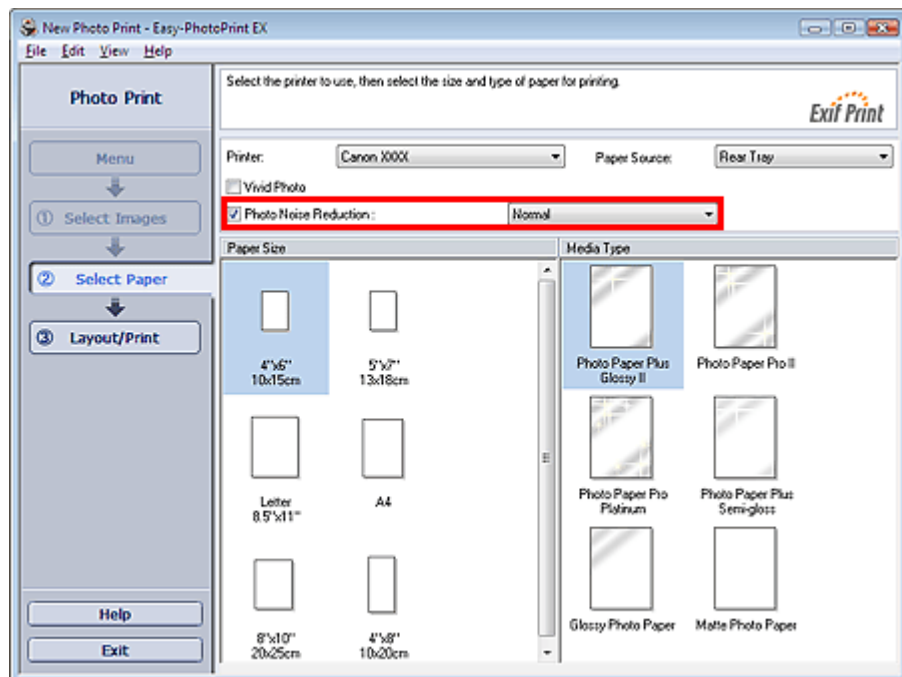 New Photo Print - Easy-PhotoPrint EX
File Edit View Help
Photo Print
Menu
① Select Images
② Select Paper
③ Layout/Print
Help
Exit
Select the printer to use, then select the size and type of paper for printing.
Exif Print
Printer: Canon XXXX Paper Source: Rear Tray
Vivid Photo
Photo Noise Reduction : Normal
Paper Size
4"x6"
10x15cm
5"x7"
13x18cm
Letter
8.5"x11"
A4
8"x10"
20x25cm
4"x8"
10x20cm
Media Type
Photo Paper Plus
Glossy II
Photo Paper Pro II
Photo Paper Pro
Platinum
Photo Paper Plus
Semi-gloss
Glossy Photo Paper
Matte Photo Paper